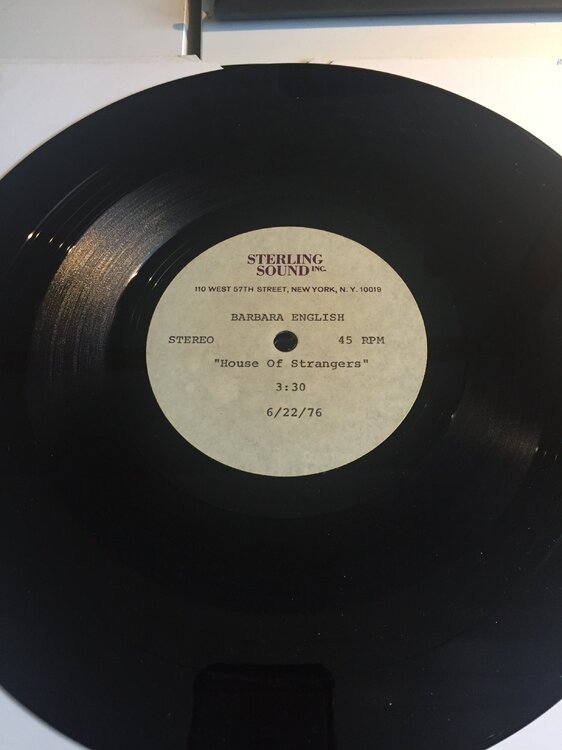 STERLING
SOUND INC.
110 WEST 57TH STREET, NEW YORK, N. Y. 10019
BARBARA ENGLISH
STEREO 45 RPM
"House Of Strangers"
3:30
6/22/76